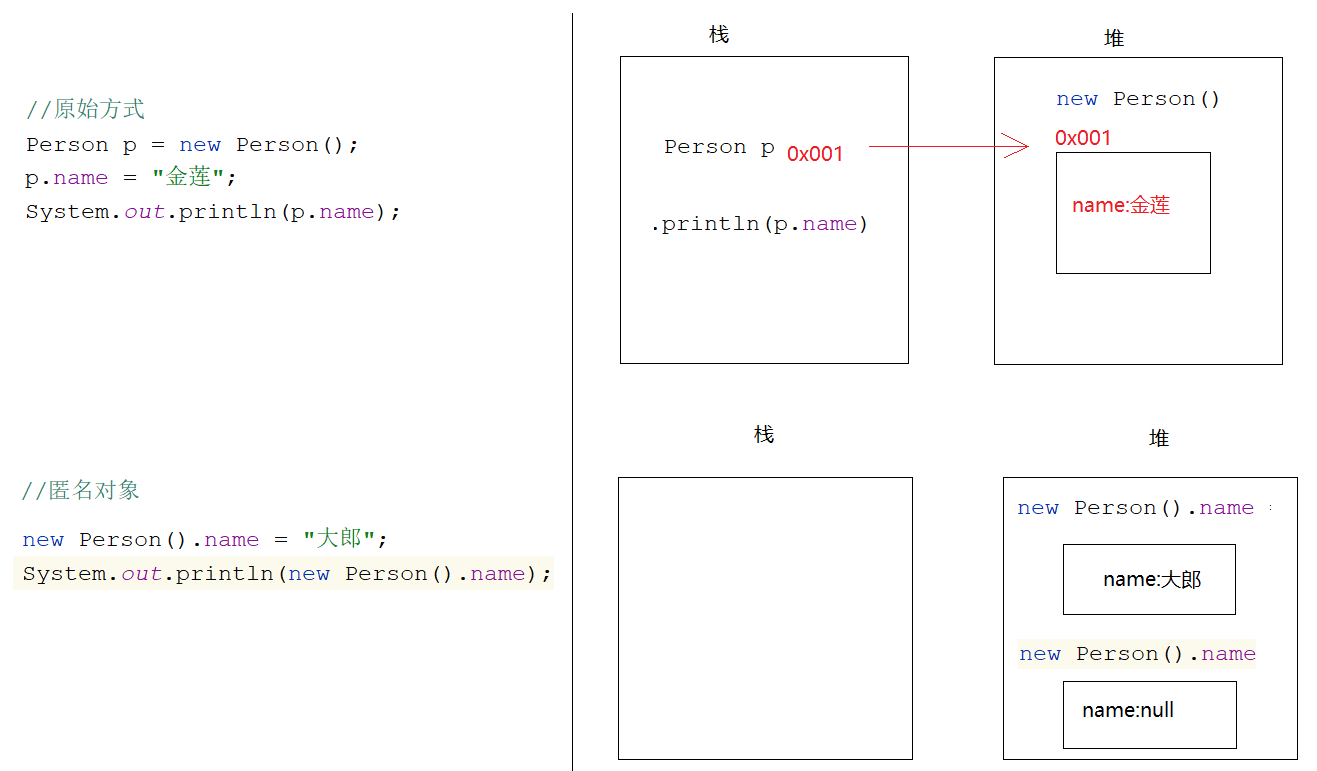 //原始方式
Person p = new Person();
p.name = "金莲";
System.out.println(p.name);
栈
Person p 0x001
.println(p.name)
堆
new Person()
0x001
name:金莲
//匿名对象
new Person().name = "大郎";
System.out.println(new Person().name);
栈
堆
new Person().name :
name:大郎
new Person().name
name:null